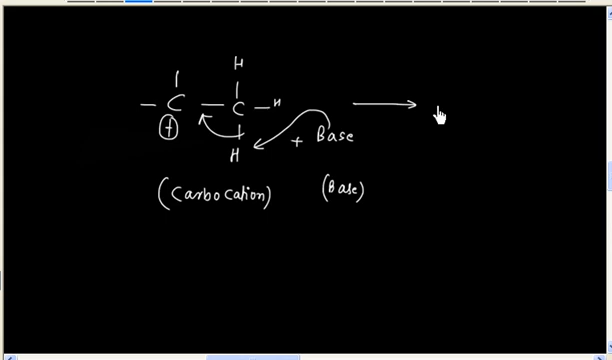 H
— C — C — H
+
H + Base
(Carbocation) (Base)